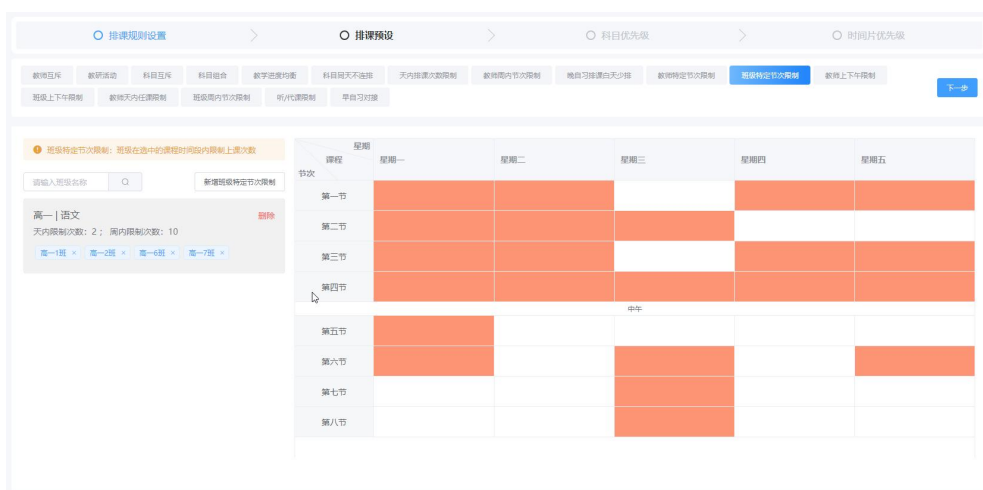 排课规则设置
排课预设
科目优先级
时间片优先级
教师互斥 教研活动 科目互斥 科目组合 教学进度均衡 科目同天不连排 天内排课次数限制 教师周内节次限制 晚自习排课白天少排 教师特定节次限制 班级特定节次限制 教师上下午限制
班级上下午限制 教师天内任课限制 班级周内节次限制 听/代课限制 单自习对接
下一步
班级特定节次限制：班级在选中的课程时间段内限制上课次数
请输入班级名称
新增班级特定节次限制
高一 | 语文 删除
天内限制次数：2； 周内限制次数：10
高一1班 × 高一2班 × 高一6班 × 高一7班 ×
星期
课程
节次
星期一 星期二 星期三 星期四 星期五
第一节
第二节
第三节
第四节
中午
第五节
第六节
第七节
第八节